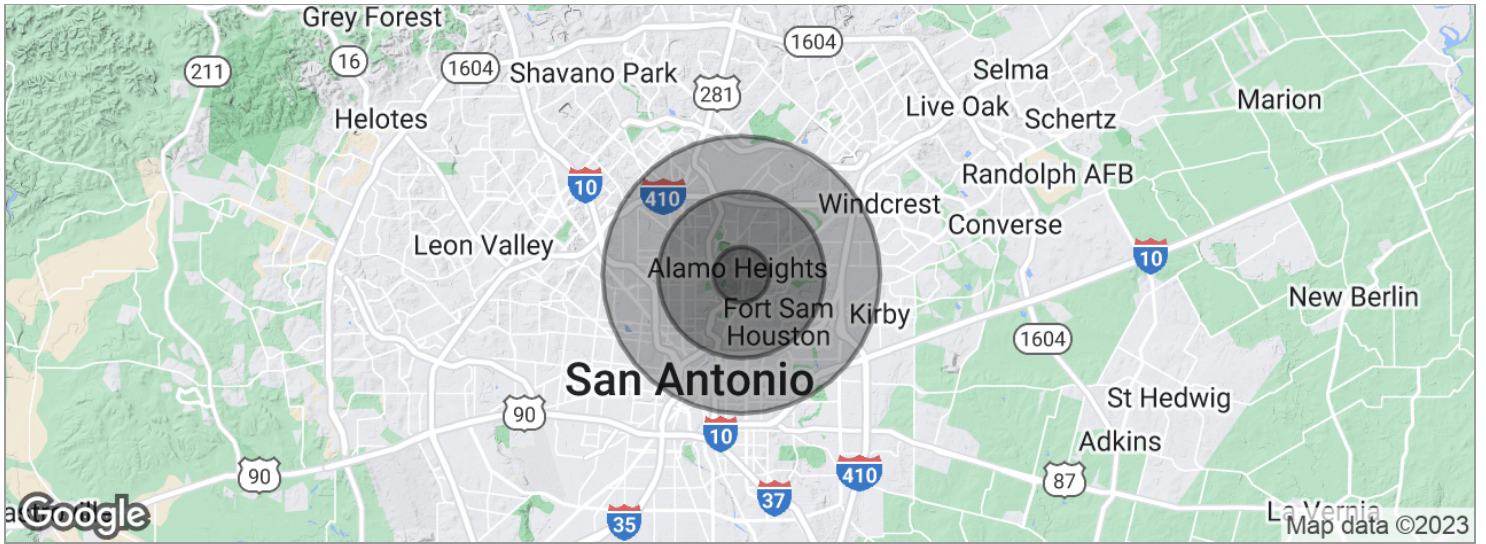 Grey Forest
211
16
1604
Shavano Park
281
1604
Selma
Helotes
Live Oak
Schertz
Marion
10
410
Randolph AFB
Windcrest
Converse
Leon Valley
Alamo Heights
10
Fort Sam
Houston
Kirby
New Berlin
1604
San Antonio
90
St Hedwig
10
Adkins
90
410
87
37
35
Google
La Vernia
Map data ©2023